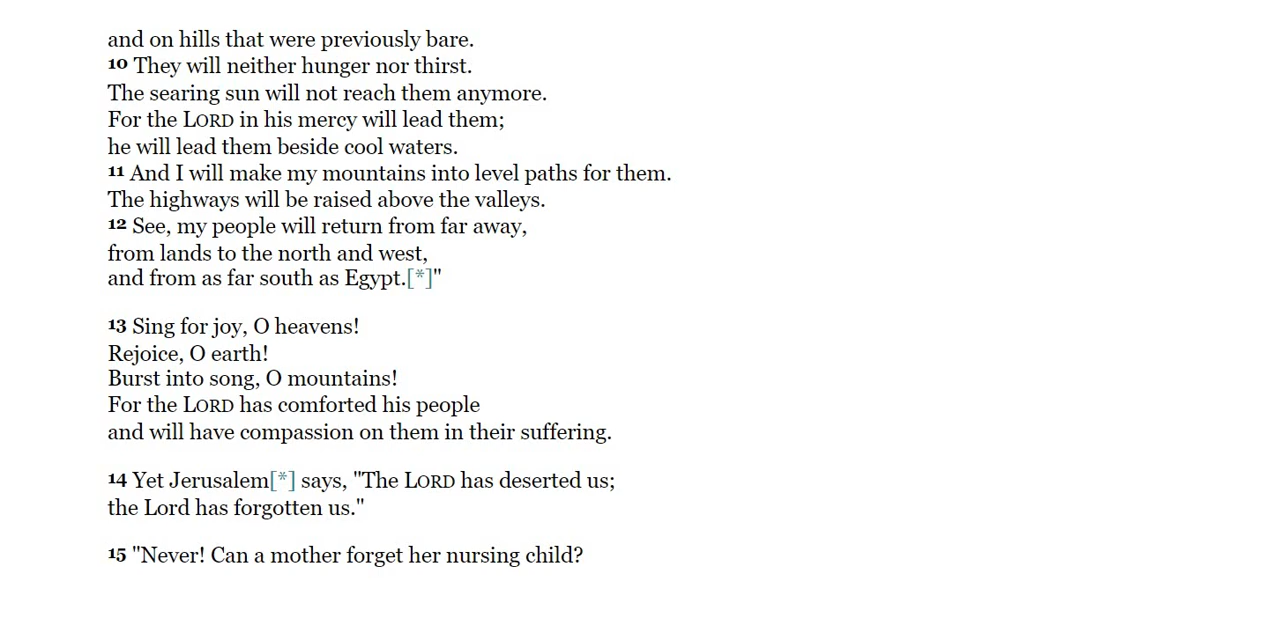 and on hills that were previously bare.
10 They will neither hunger nor thirst.
The searing sun will not reach them anymore.
For the LORD in his mercy will lead them;
he will lead them beside cool waters.
11 And I will make my mountains into level paths for them.
The highways will be raised above the valleys.
12 See, my people will return from far away,
from lands to the north and west,
and from as far south as Egypt.[*]"
13 Sing for joy, O heavens!
Rejoice, O earth!
Burst into song, O mountains!
For the LORD has comforted his people
and will have compassion on them in their suffering.
14 Yet Jerusalem[*] says, "The LORD has deserted us;
the Lord has forgotten us."
15 "Never! Can a mother forget her nursing child?